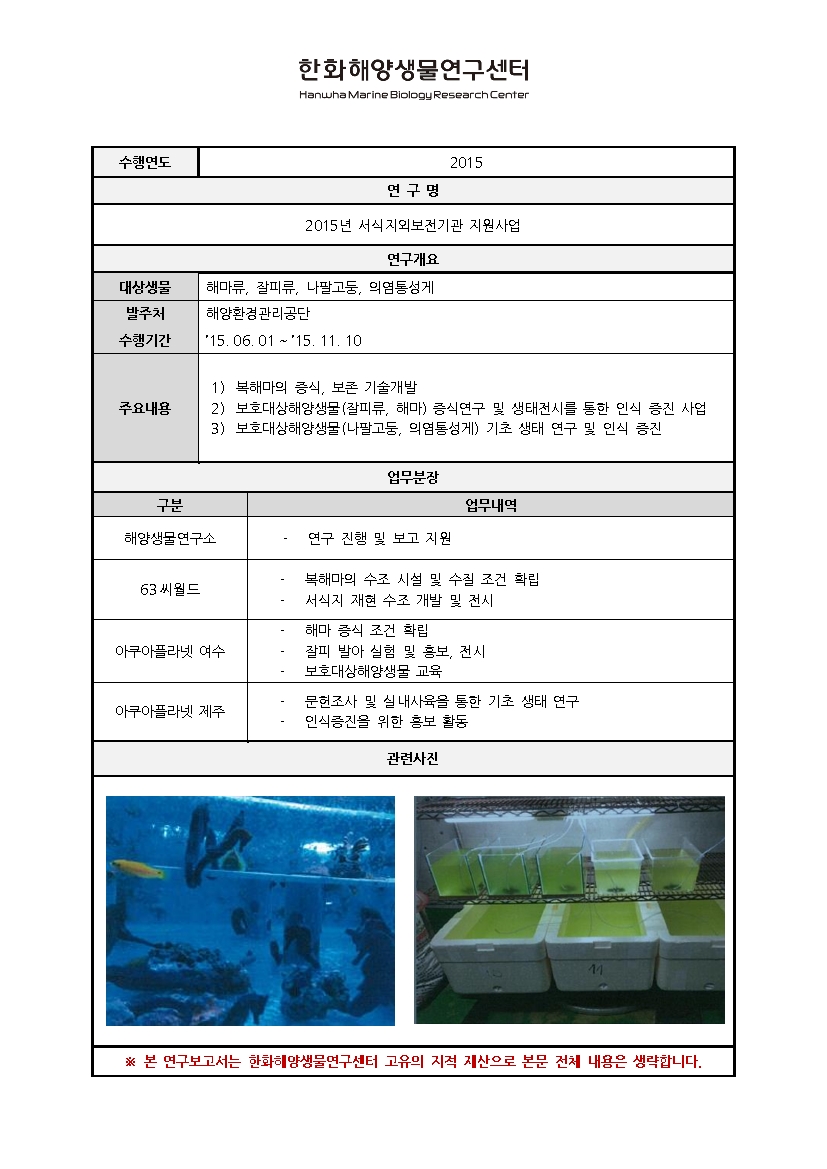 한화해양생물연구센터
Hanwha Marine Biology Research Center
수행연도 2015
연 구 명
2015년 서식지외보전기관 지원사업
연구개요
대상생물 해마류, 잘피류, 나팔고둥, 의염통성게
발주처 해양환경관리공단
수행기간 '15. 06. 01 ~ '15. 11. 10
주요내용
1) 복해마의 증식, 보존 기술개발
2) 보호대상해양생물(잘피류, 해마) 증식연구 및 생태전시를 통한 인식 증진 사업
3) 보호대상해양생물(나팔고둥, 의염통성게) 기초 생태 연구 및 인식 증진
업무분장
구분 업무내역
해양생물연구소 - 연구 진행 및 보고 지원
63씨월드
- 복해마의 수조 시설 및 수질 조건 확립
- 서식지 재현 수조 개발 및 전시
아쿠아플라넷 여수
- 해마 증식 조건 확립
- 잘피 발아 실험 및 홍보, 전시
- 보호대상해양생물 교육
아쿠아플라넷 제주
- 문헌조사 및 실내사육을 통한 기초 생태 연구
- 인식증진을 위한 홍보 활동
관련사진
※ 본 연구보고서는 한화해양생물연구센터 고유의 지적 재산으로 본문 전체 내용은 생략합니다.